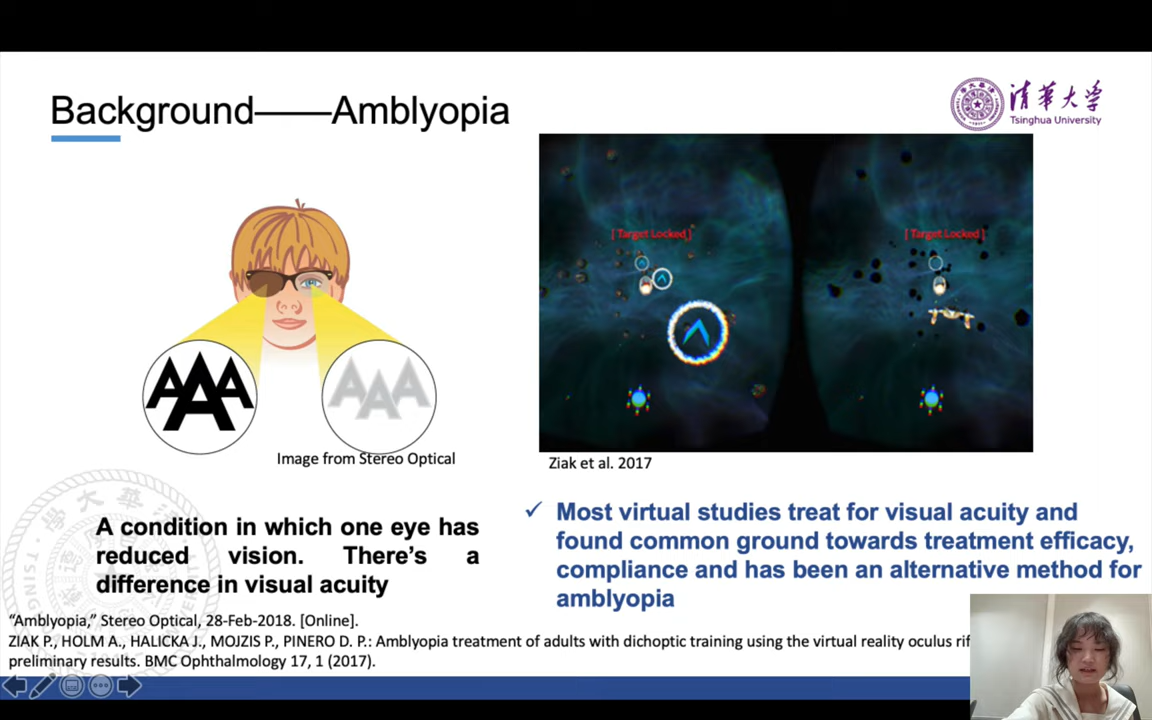 Background——Amblyopia
清华大学
Tsinghua University
[ Target Locked ]
[ Target Locked ]
AAA
AAA
Image from Stereo Optical
Ziak et al. 2017
A condition in which one eye has
reduced vision. There's a
difference in visual acuity
✓ Most virtual studies treat for visual acuity and
found common ground towards treatment efficacy,
compliance and has been an alternative method for
amblyopia
“Amblyopia,” Stereo Optical, 28-Feb-2018. [Online].
ZIAK P., HOLM A., HALICKA J., MOJZIS P., PINERO D. P.: Amblyopia treatment of adults with dichoptic training using the virtual reality oculus rif
preliminary results. BMC Ophthalmology 17, 1 (2017).